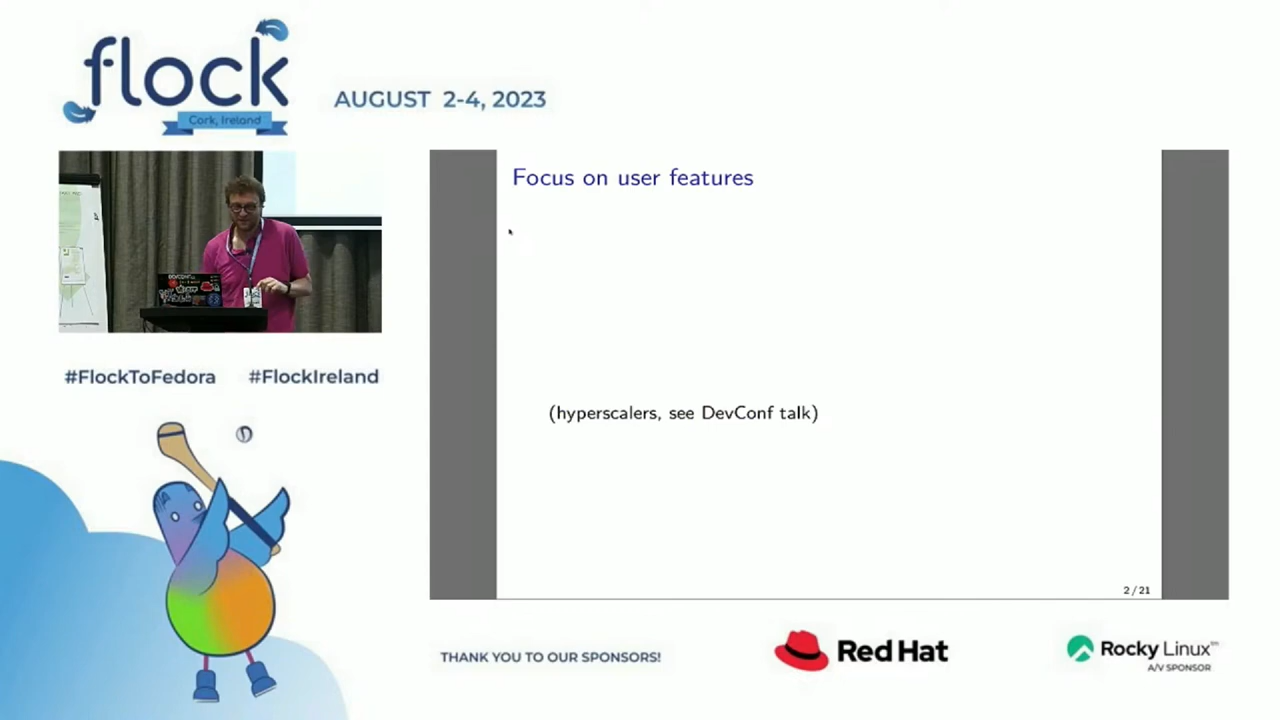 flock
Cork, Ireland
AUGUST 2-4, 2023
Focus on user features
(hyperscalers, see DevConf talk)
2 / 21
#FlockToFedora #FlockIreland
THANK YOU TO OUR SPONSORS!
Red Hat
Rocky Linux™
A/V SPONSOR